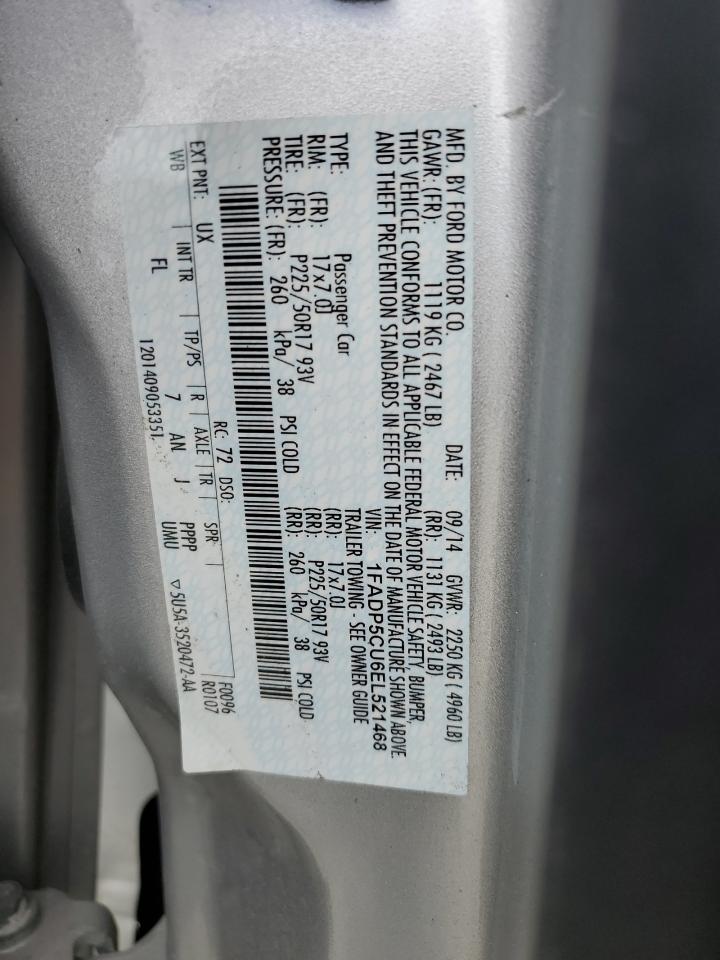 MFD. BY FORD MOTOR CO. DATE: 09/14 GVWR: 2250 KG ( 4960 LB)
GAWR: (FR): 1119 KG ( 2467 LB) (RR): 1131 KG ( 2493 LB)
THIS VEHICLE CONFORMS TO ALL APPLICABLE FEDERAL MOTOR VEHICLE SAFETY, BUMPER,
AND THEFT PREVENTION STANDARDS IN EFFECT ON THE DATE OF MANUFACTURE SHOWN ABOVE.
VIN: 1FADP5CU6EL521468
TYPE: Passenger Car TRAILER TOWING - SEE OWNER GUIDE
RIM: (FR): 17x7.0J (RR): 17x7.0J
TIRE: (FR): P225/50R17 93V (RR): P225/50R17 93V
PRESSURE: (FR): 260 kPa/ 38 PSI COLD (RR): 260 kPa/ 38 PSI COLD
F0096
EXT PNT: UX RC: 72 DSO: R0107
WB INT TR TP/PS R AXLE TR SPR ▽5U5A-3520472-AA
FL 7 AN J PPPP
1201409053351 UMU